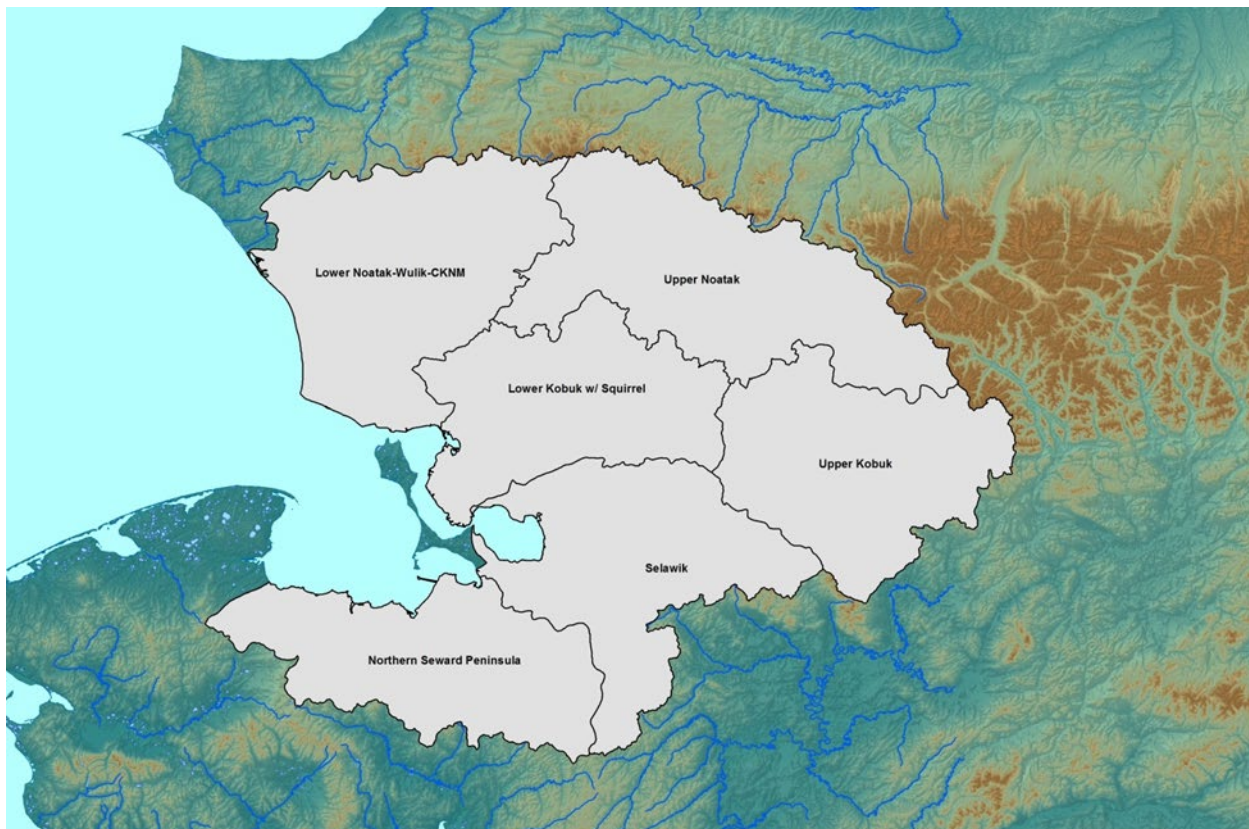 Lower Noatak-Wulik-CKNM
Upper Noatak
Lower Kobuk w/ Squirrel
Upper Kobuk
Selawik
Northern Seward Peninsula